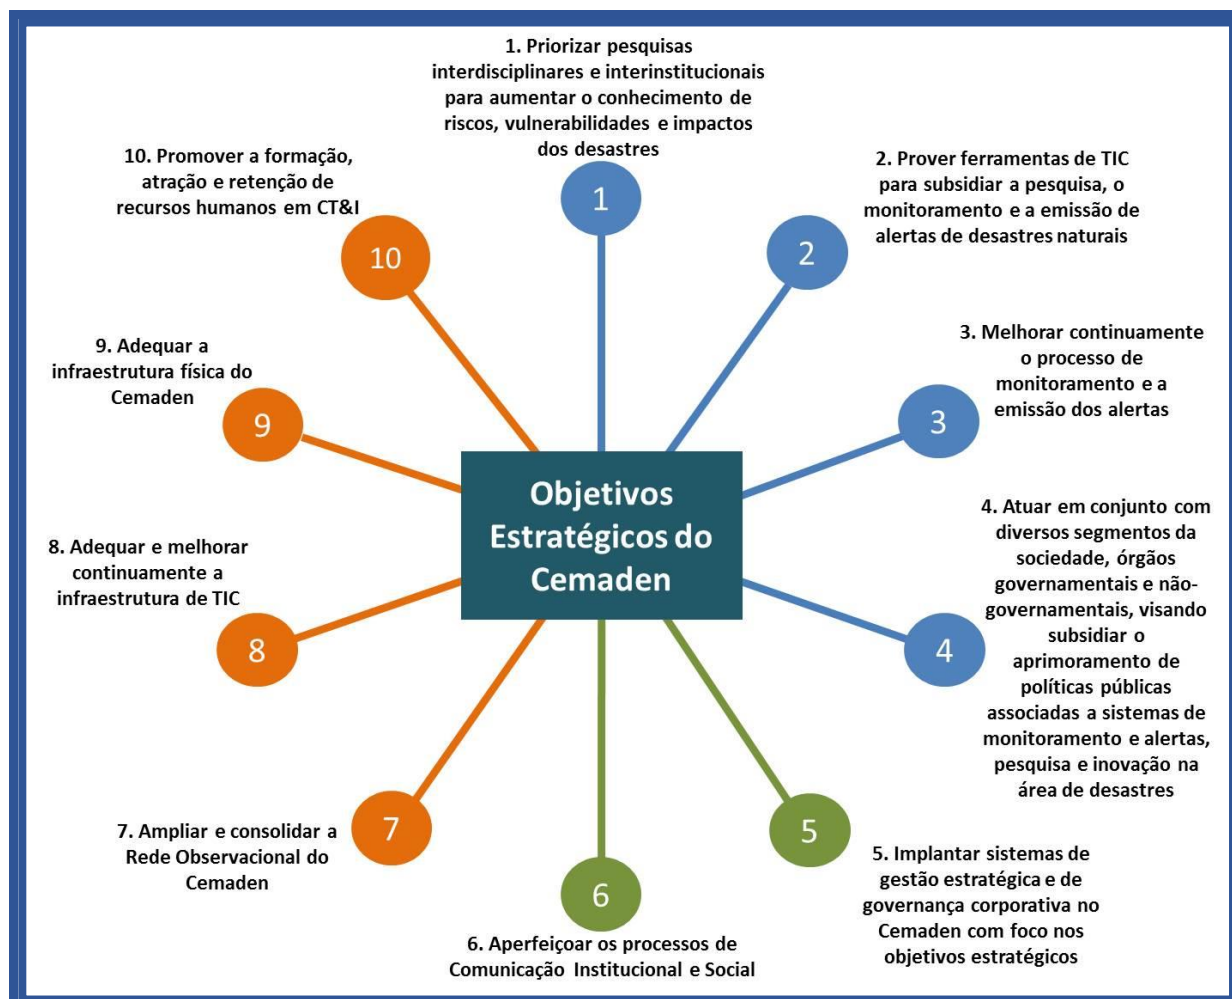 1. Priorizar pesquisas
interdisciplinares e interinstitucionais
para aumentar o conhecimento de
riscos, vulnerabilidades e impactos
dos desastres
1
2. Prover ferramentas de TIC
para subsidiar a pesquisa, o
monitoramento e a emissão de
alertas de desastres naturais
2
3. Melhorar continuamente
o processo de
monitoramento e a
emissão dos alertas
3
4. Atuar em conjunto com
diversos segmentos da
sociedade, órgãos
governamentais e não-
governamentais, visando
subsidiar o
aprimoramento de
políticas públicas
associadas a sistemas de
monitoramento e alertas,
pesquisa e inovação na
área de desastres
4
5. Implantar sistemas de
gestão estratégica e de
governança corporativa no
Cemaden com foco nos
objetivos estratégicos
5
6
6. Aperfeiçoar os processos de
Comunicação Institucional e Social
7. Ampliar e consolidar a
Rede Observacional do
Cemaden
7
8. Adequar e melhorar
continuamente a
infraestrutura de TIC
8
9. Adequar a
infraestrutura física do
Cemaden
9
10. Promover a formação,
atração e retenção de
recursos humanos em CT&I
10
Objetivos
Estratégicos do
Cemaden